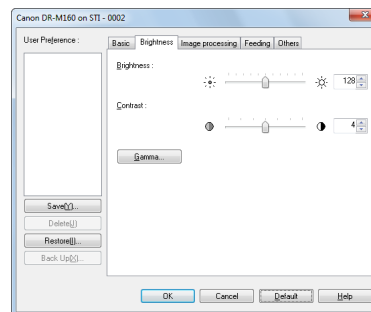 Canon DR-M160 on STI - 0002
User Preference :
Basic Brightness Image processing Feeding Others
Brightness :
128
Contrast :
4
Gamma...
Save(Y)...
Delete(J)
Restore(I)...
Back Up(X)...
OK Cancel Default Help